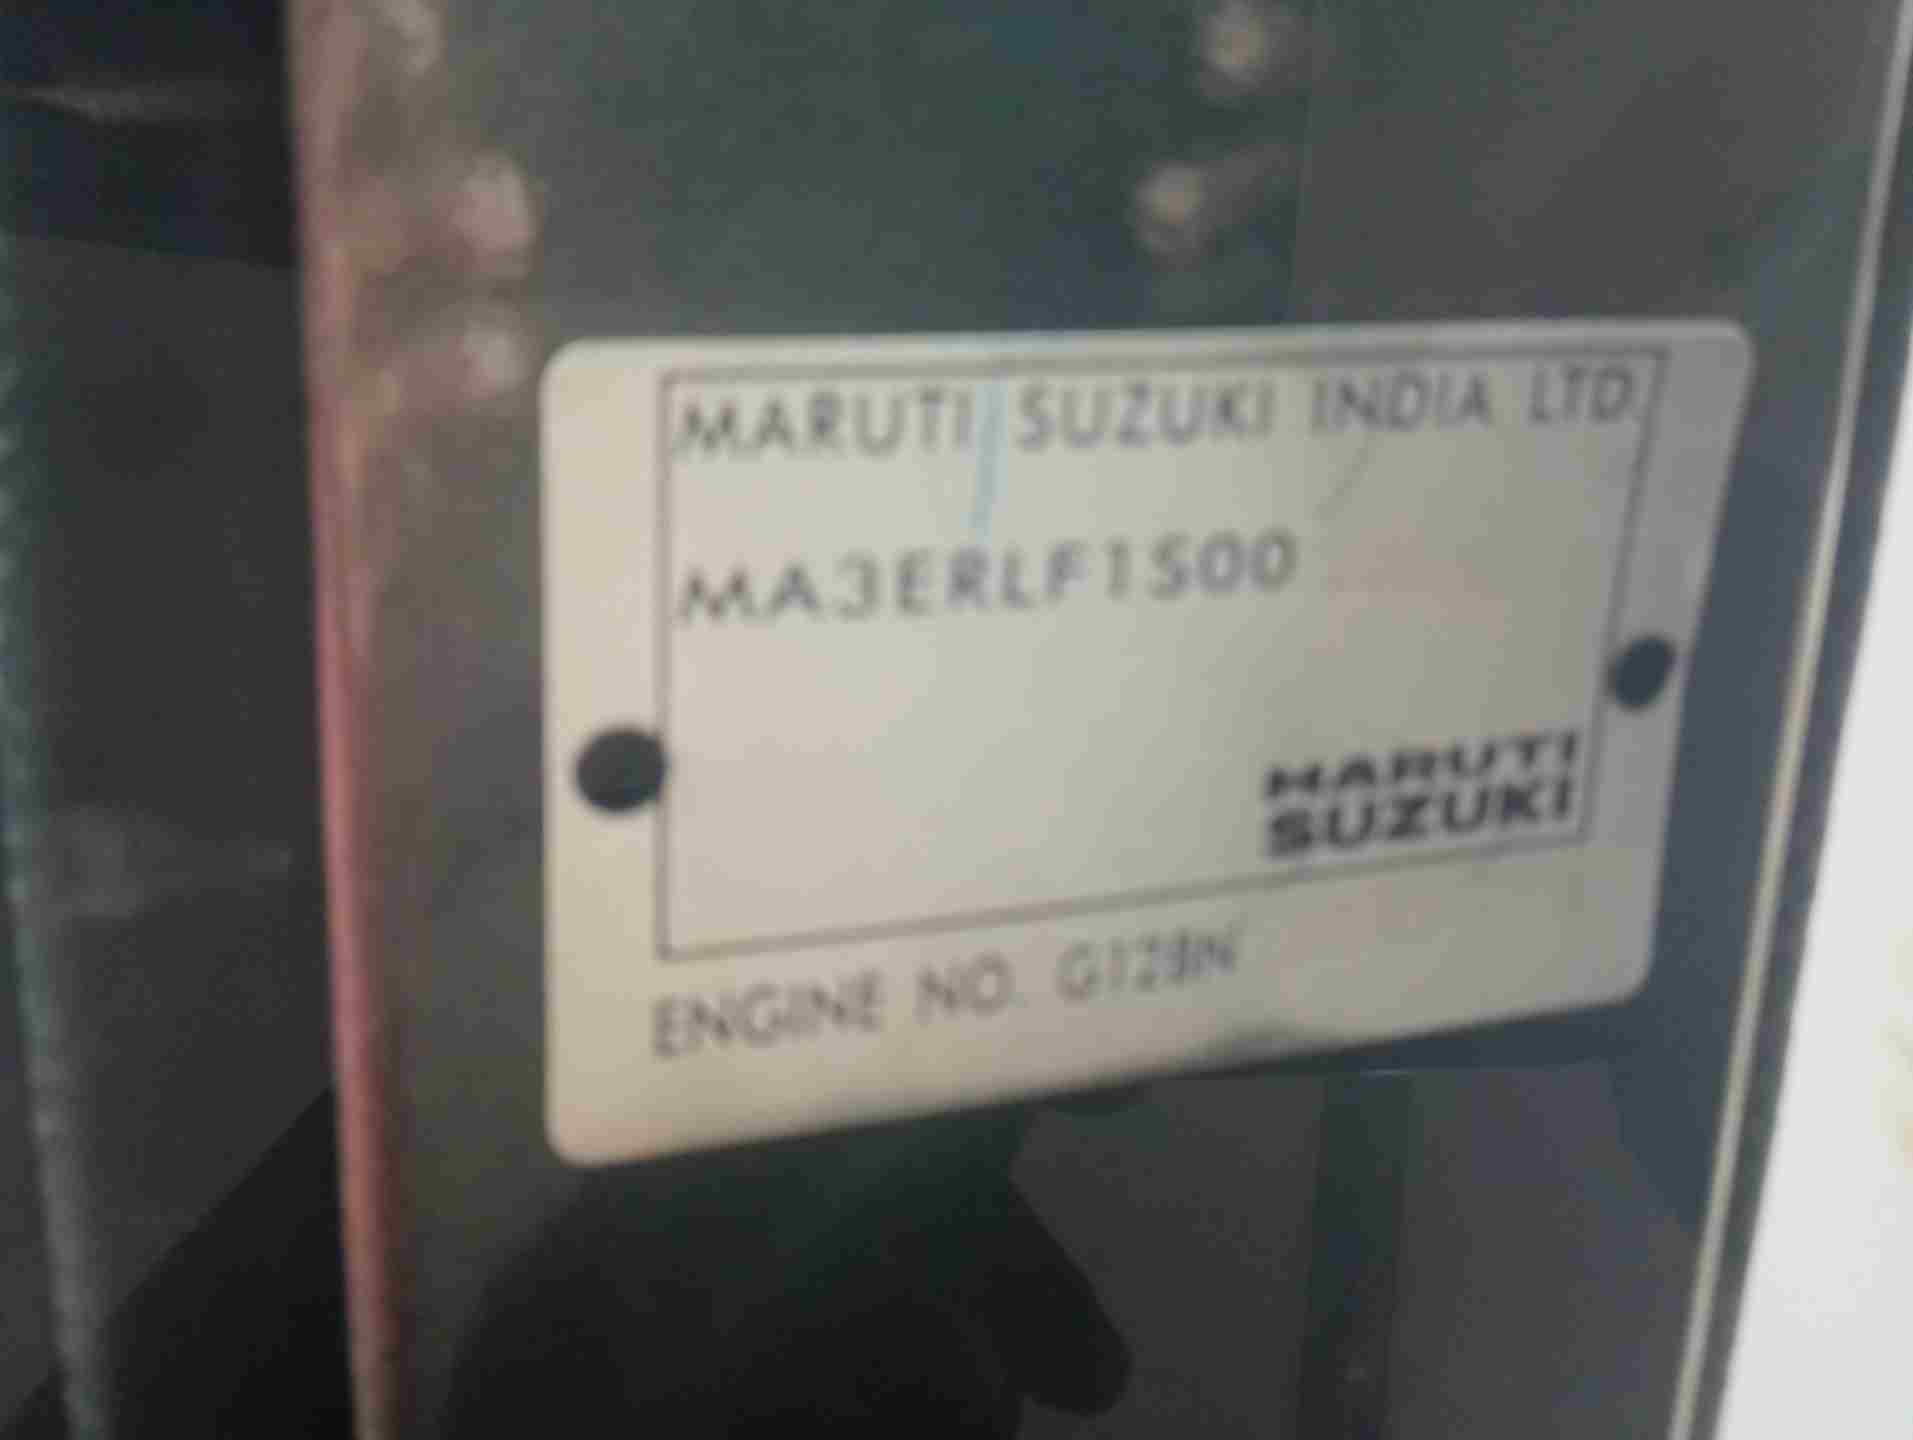 MARUTI SUZUKI INDIA LTD.
MA3ERLF1S00
MARUTI
SUZUKI
ENGINE NO. G12BN